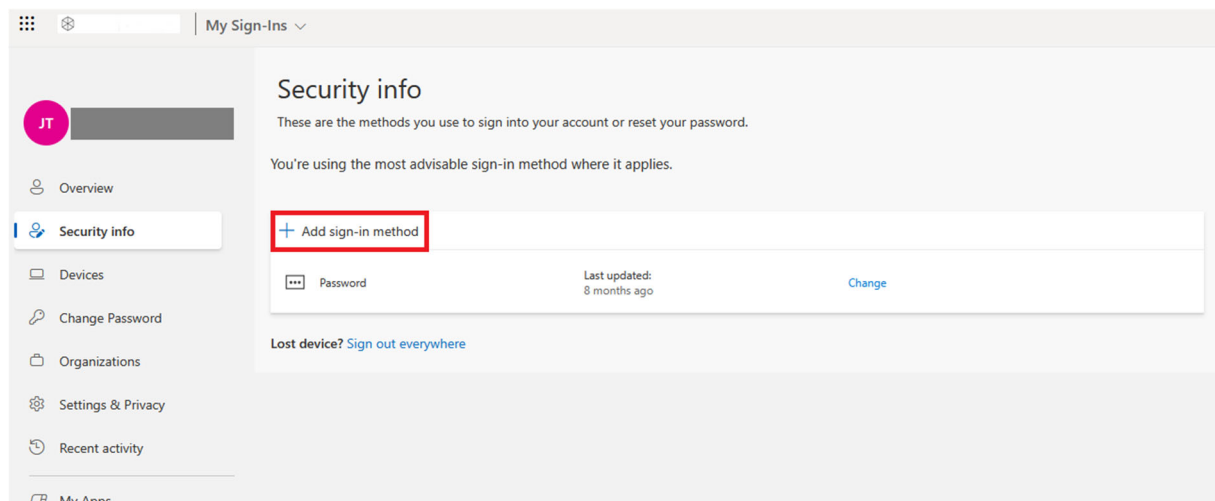 My Sign-Ins
Security info
These are the methods you use to sign into your account or reset your password.
JT
You're using the most advisable sign-in method where it applies.
Overview
Security info
+ Add sign-in method
Devices
Password
Last updated:
8 months ago
Change
Change Password
Lost device? Sign out everywhere
Organizations
Settings & Privacy
Recent activity
My Apps